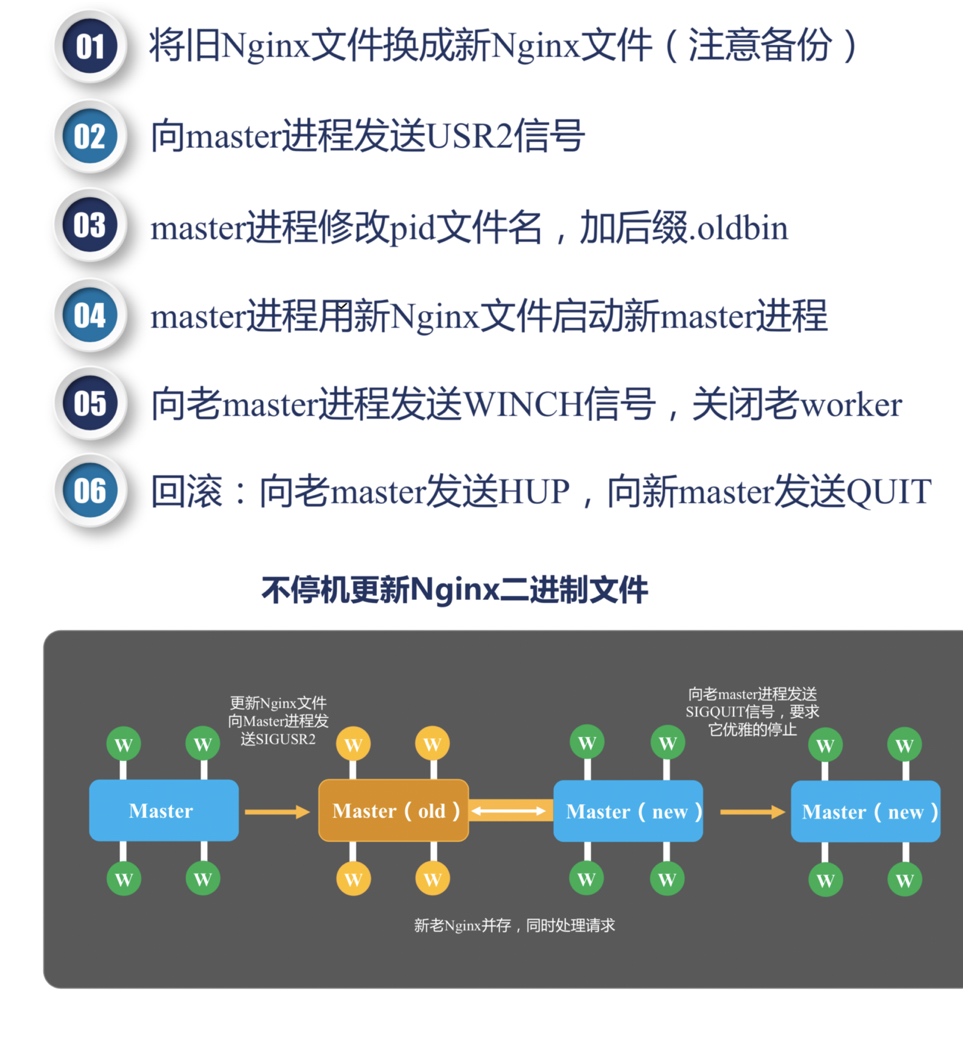 01 将旧Nginx文件换成新Nginx文件（注意备份）
02 向master进程发送USR2信号
03 master进程修改pid文件名，加后缀.oldbin
04 master进程用新Nginx文件启动新master进程
05 向老master进程发送WINCH信号，关闭老worker
06 回滚：向老master发送HUP，向新master发送QUIT
不停机更新Nginx二进制文件
更新Nginx文件
向Master进程发
送SIGUSR2
向老master进程发送
SIGQUIT信号，要求
它优雅的停止
W W W W W W W W
Master Master（old） Master（new） Master（new）
W W W W W W W W
新老Nginx并存，同时处理请求